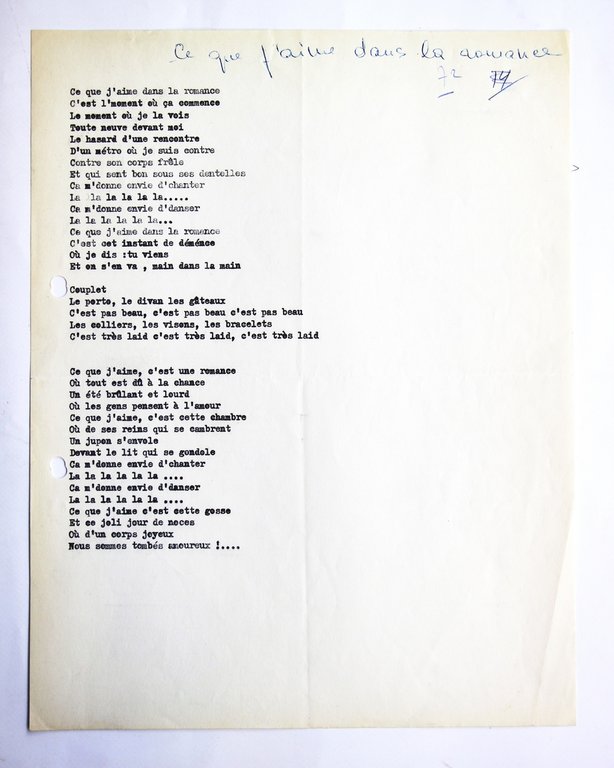 Ce que j'aime dans la romance
72 74
Ce que j'aime dans la romance
C'est l'moment où ça commence
Le moment où je la vois
Toute neuve devant moi
Le hasard d'une rencontre
D'un métro où je suis contre
Contre son corps frêle
Et qui sent bon sous ses dentelles
Ca m'donne envie d'chanter
La la la la la la.....
Ca m'donne envie d'danser
La la la la la la...
Ce que j'aime dans la romance
C'est cet instant de démence
Où je dis :tu viens
Et on s'en va , main dans la main
Couplet
Le porto, le divan les gâteaux
C'est pas beau, c'est pas beau c'est pas beau
Les colliers, les visons, les bracelets
C'est très laid c'est très laid, c'est très laid
Ce que j'aime, c'est une romance
Où tout est dû à la chance
Un été brûlant et lourd
Où les gens pensent à l'amour
Ce que j'aime, c'est cette chambre
Où de ses reins qui se cambrent
Un jupon s'envole
Devant le lit qui se gondole
Ca m'donne envie d'chanter
La la la la la la ....
Ca m'donne envie d'danser
La la la la la la ....
Ce que j'aime c'est cette gosse
Et ce joli jour de noces
Où d'un corps joyeux
Nous sommes tombés amoureux !....